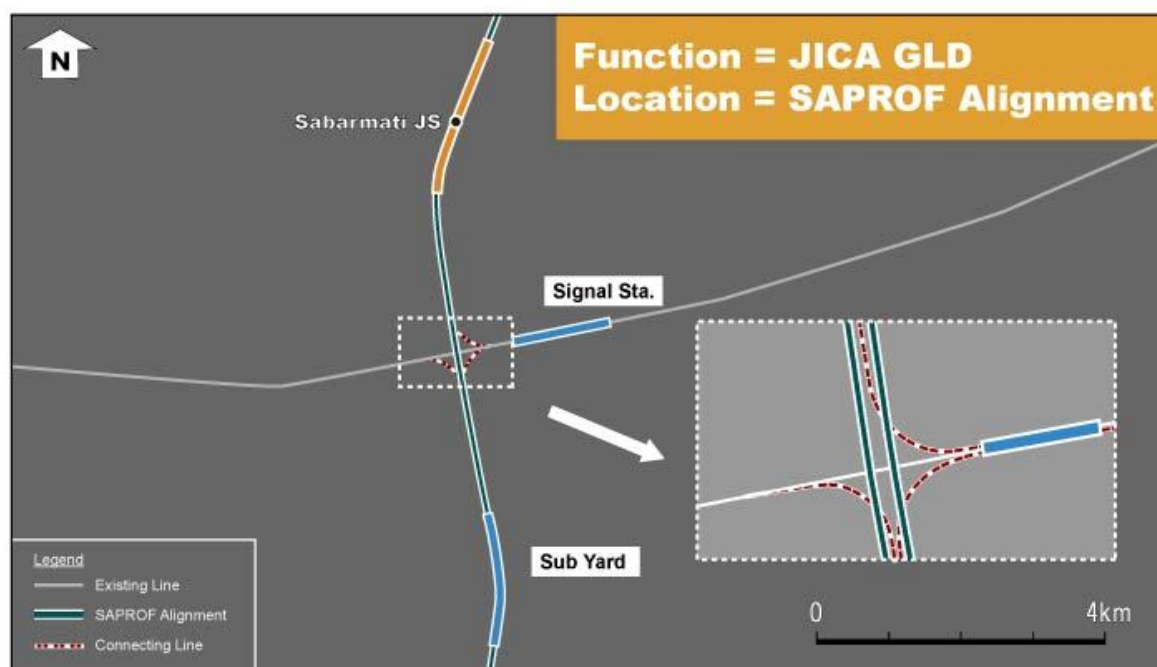 N
Function = JICA GLD
Location = SAPROF Alignment
Sabarmati JS
Signal Sta.
Sub Yard
Legend
Existing Line
SAPROF Alignment
Connecting Line
0 4km